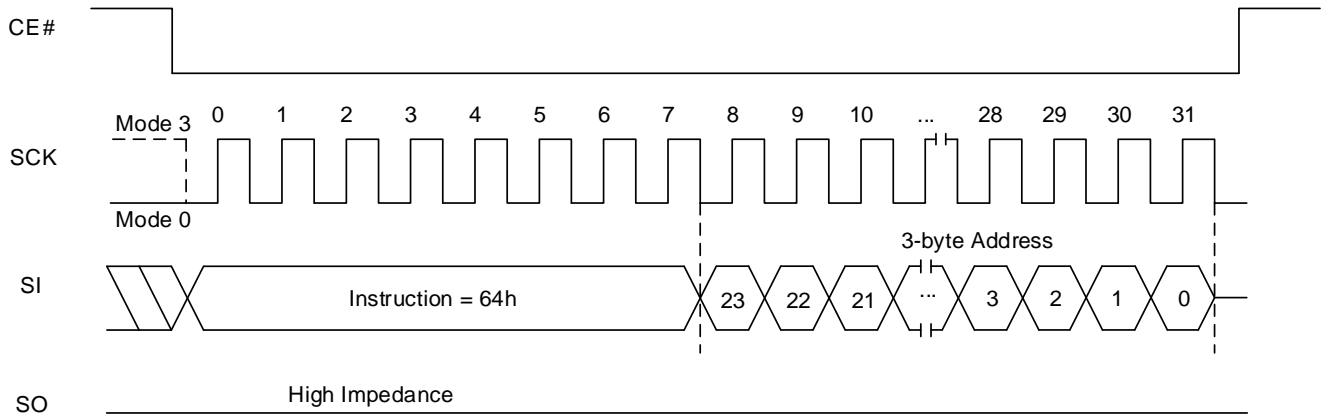 CE#
Mode 3 0 1 2 3 4 5 6 7 8 9 10 ... 28 29 30 31
SCK
Mode 0
3-byte Address
SI Instruction = 64h 23 22 21 ... 3 2 1 0
High Impedance
SO